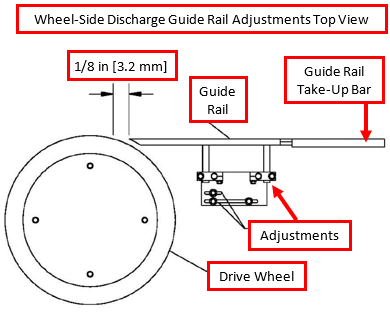 Wheel-Side Discharge Guide Rail Adjustments Top View
1/8 in [3.2 mm]
Guide
Rail
Guide Rail
Take-Up Bar
Adjustments
Drive Wheel